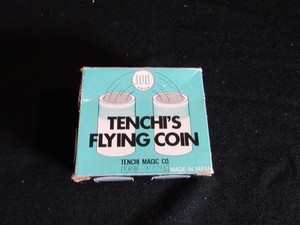 TENCHI'S
FLYING COIN
TENCHI MAGIC CO.
MADE IN JAPAN